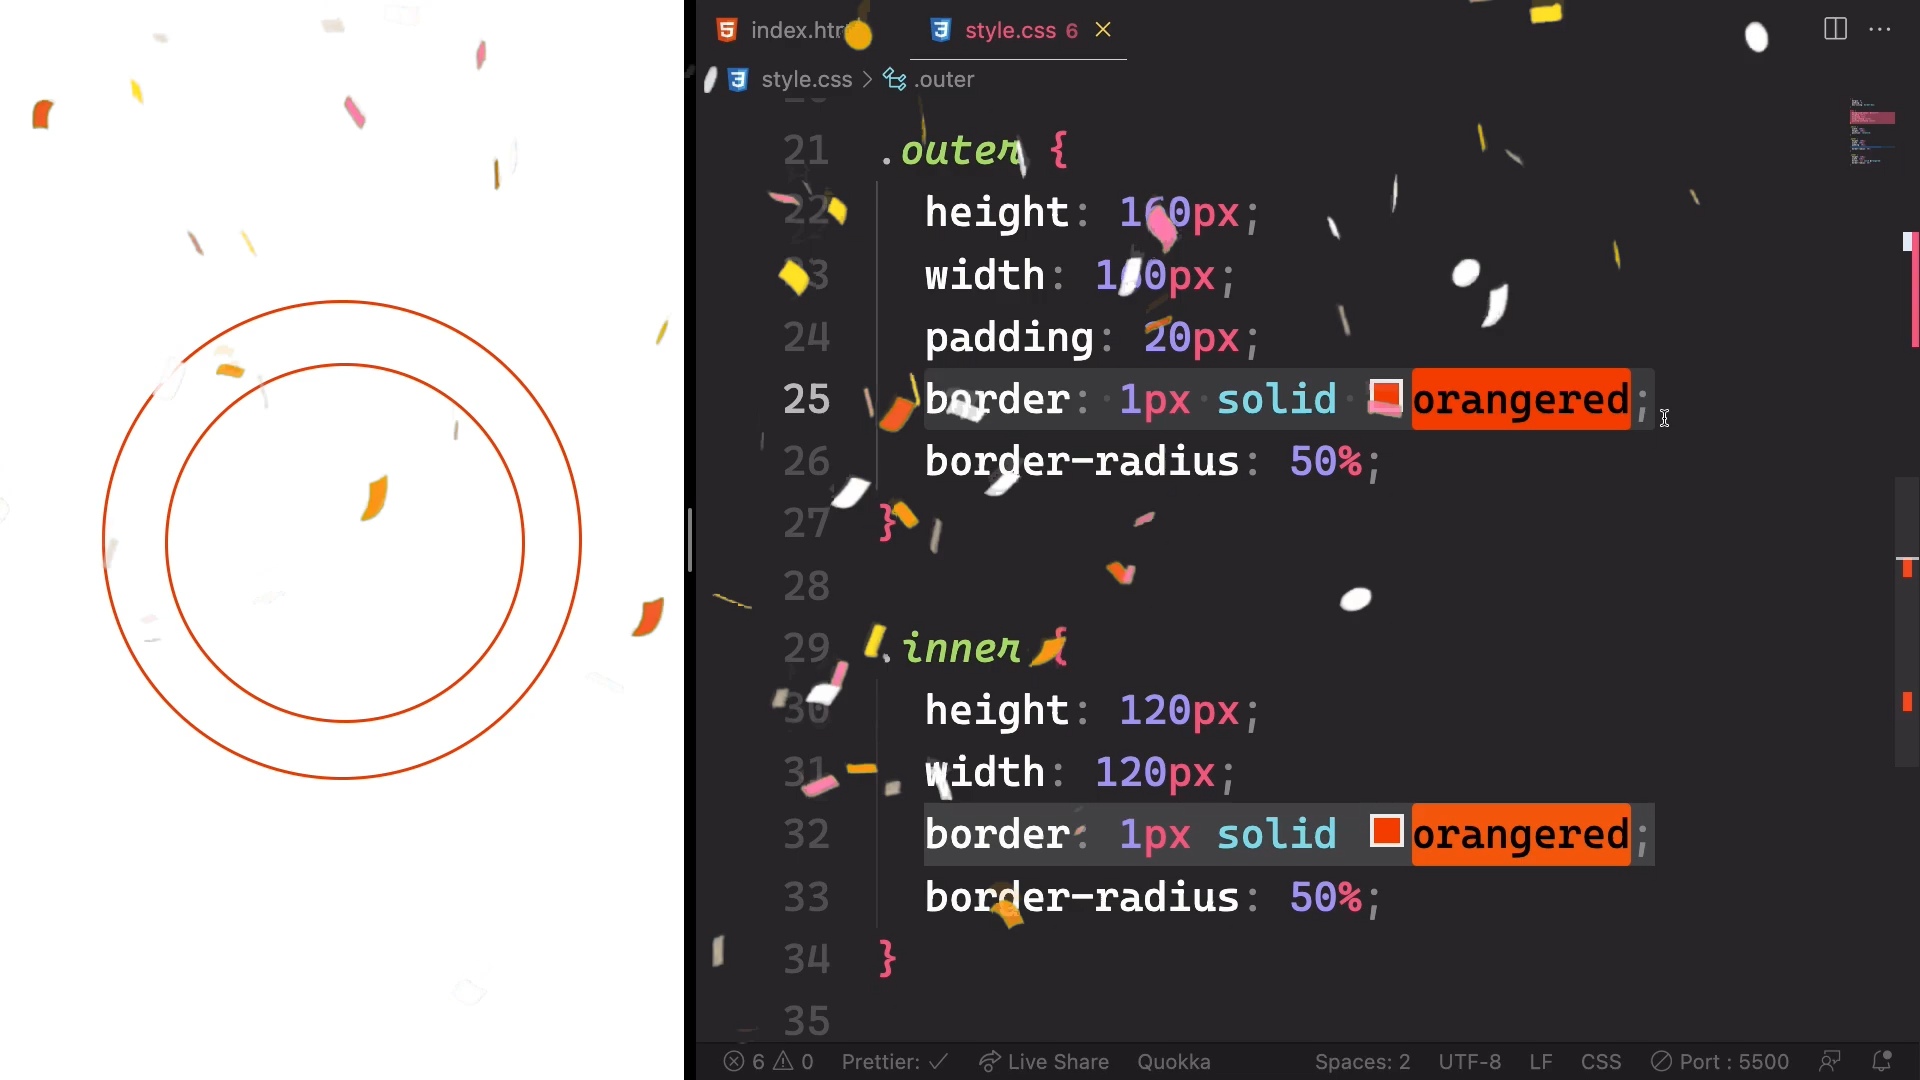 index.htm
style.css 6
style.css > .outer
21 .outer {
22 height: 160px;
23 width: 160px;
24 padding: 20px;
25 border: 1px solid orangered;
26 border-radius: 50%;
27 }
28
29 .inner {
30 height: 120px;
31 width: 120px;
32 border: 1px solid orangered;
33 border-radius: 50%;
34 }
35
6 0 Prettier: ✓ Live Share Quokka Spaces: 2 UTF-8 LF CSS Port : 5500